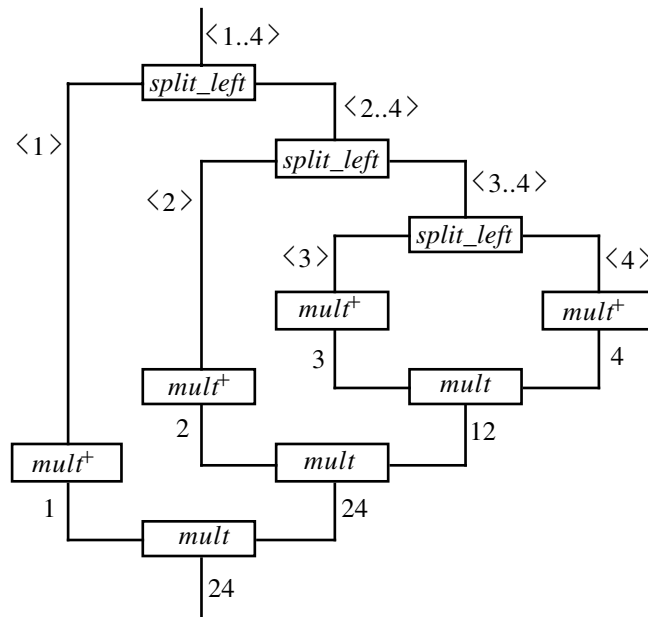 <1..4>
split_left
<1>
<2..4>
split_left
<2>
<3..4>
split_left
<3>
<4>
mult+
mult+
3
4
mult+
mult
2
12
mult+
mult
1
24
mult
24